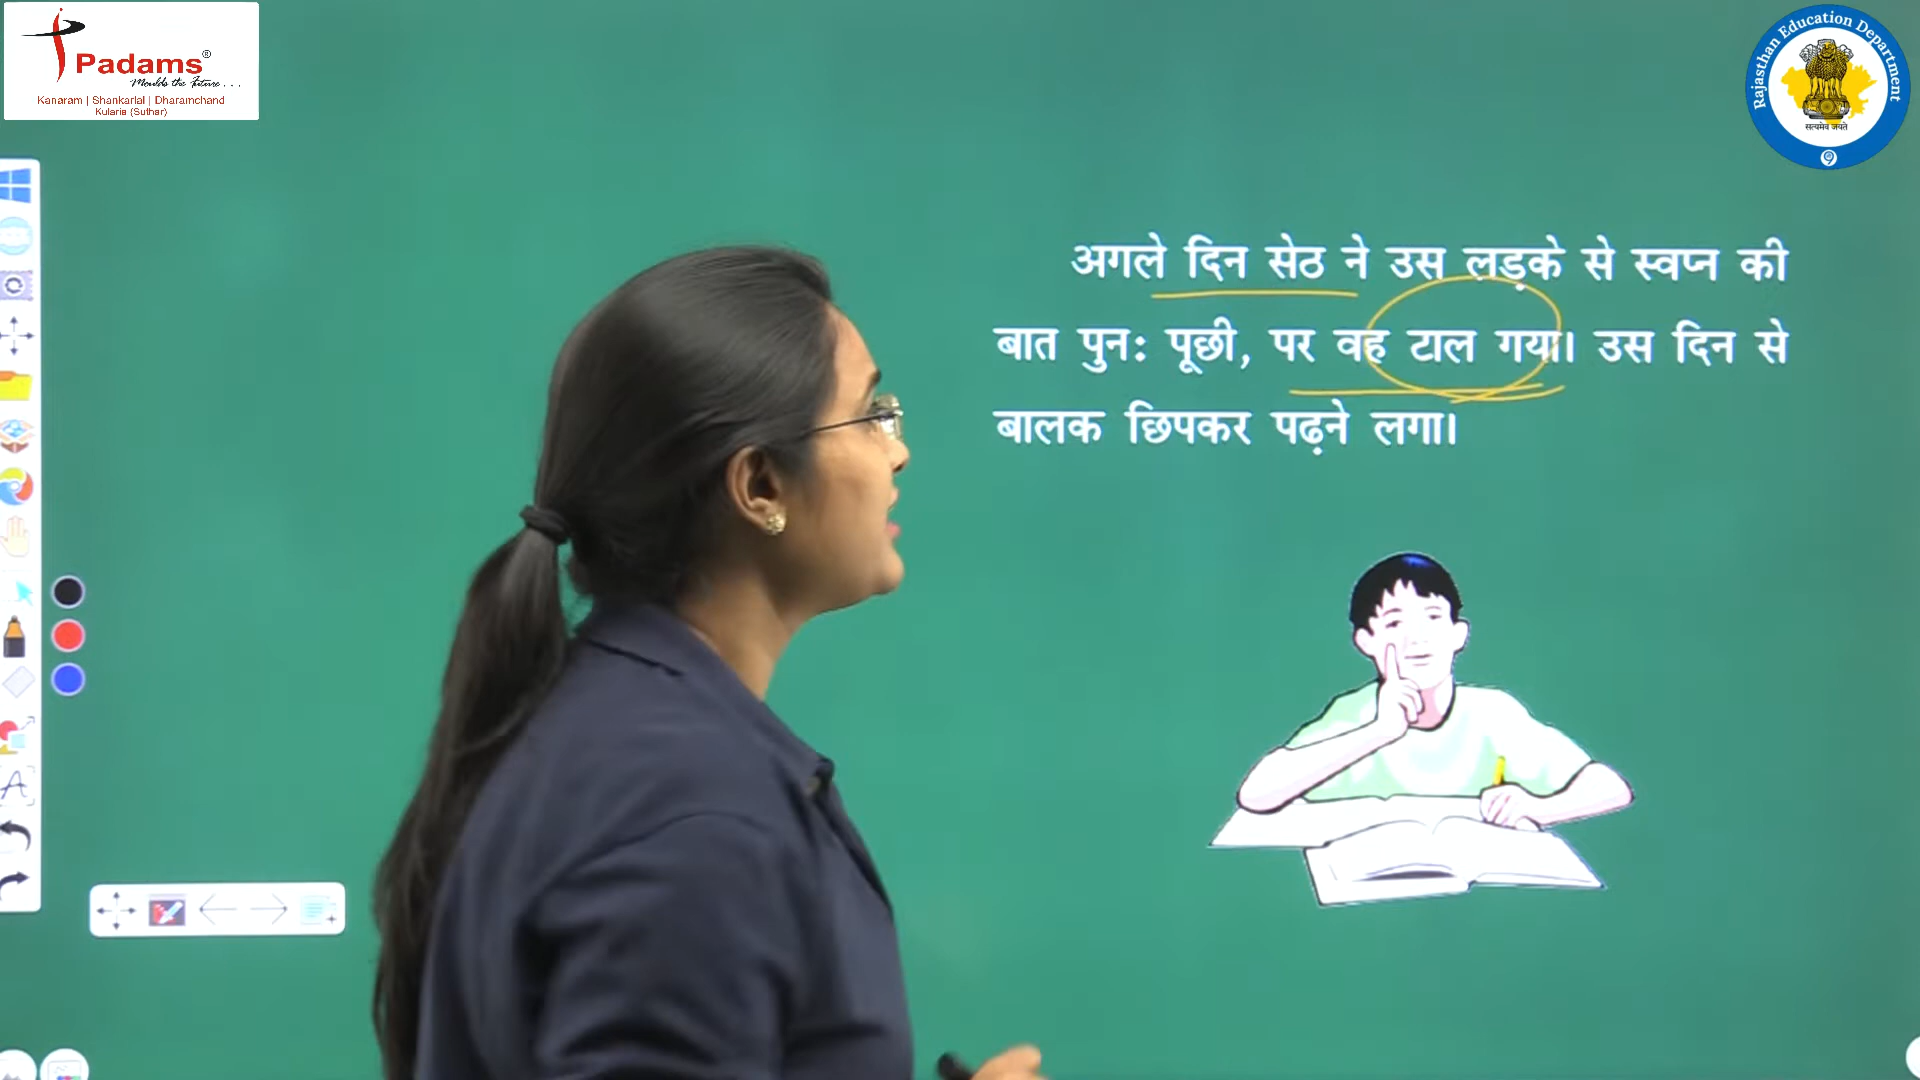 Padams®
Moulds the Future . . .
Kanaram | Shankarlal | Dharamchand
Kularia (Suthar)
Rajasthan Education Department
सत्यमेव जयते
अगले दिन सेठ ने उस लड़के से स्वप्न की
बात पुनः पूछी, पर वह टाल गया। उस दिन से
बालक छिपकर पढ़ने लगा।
A